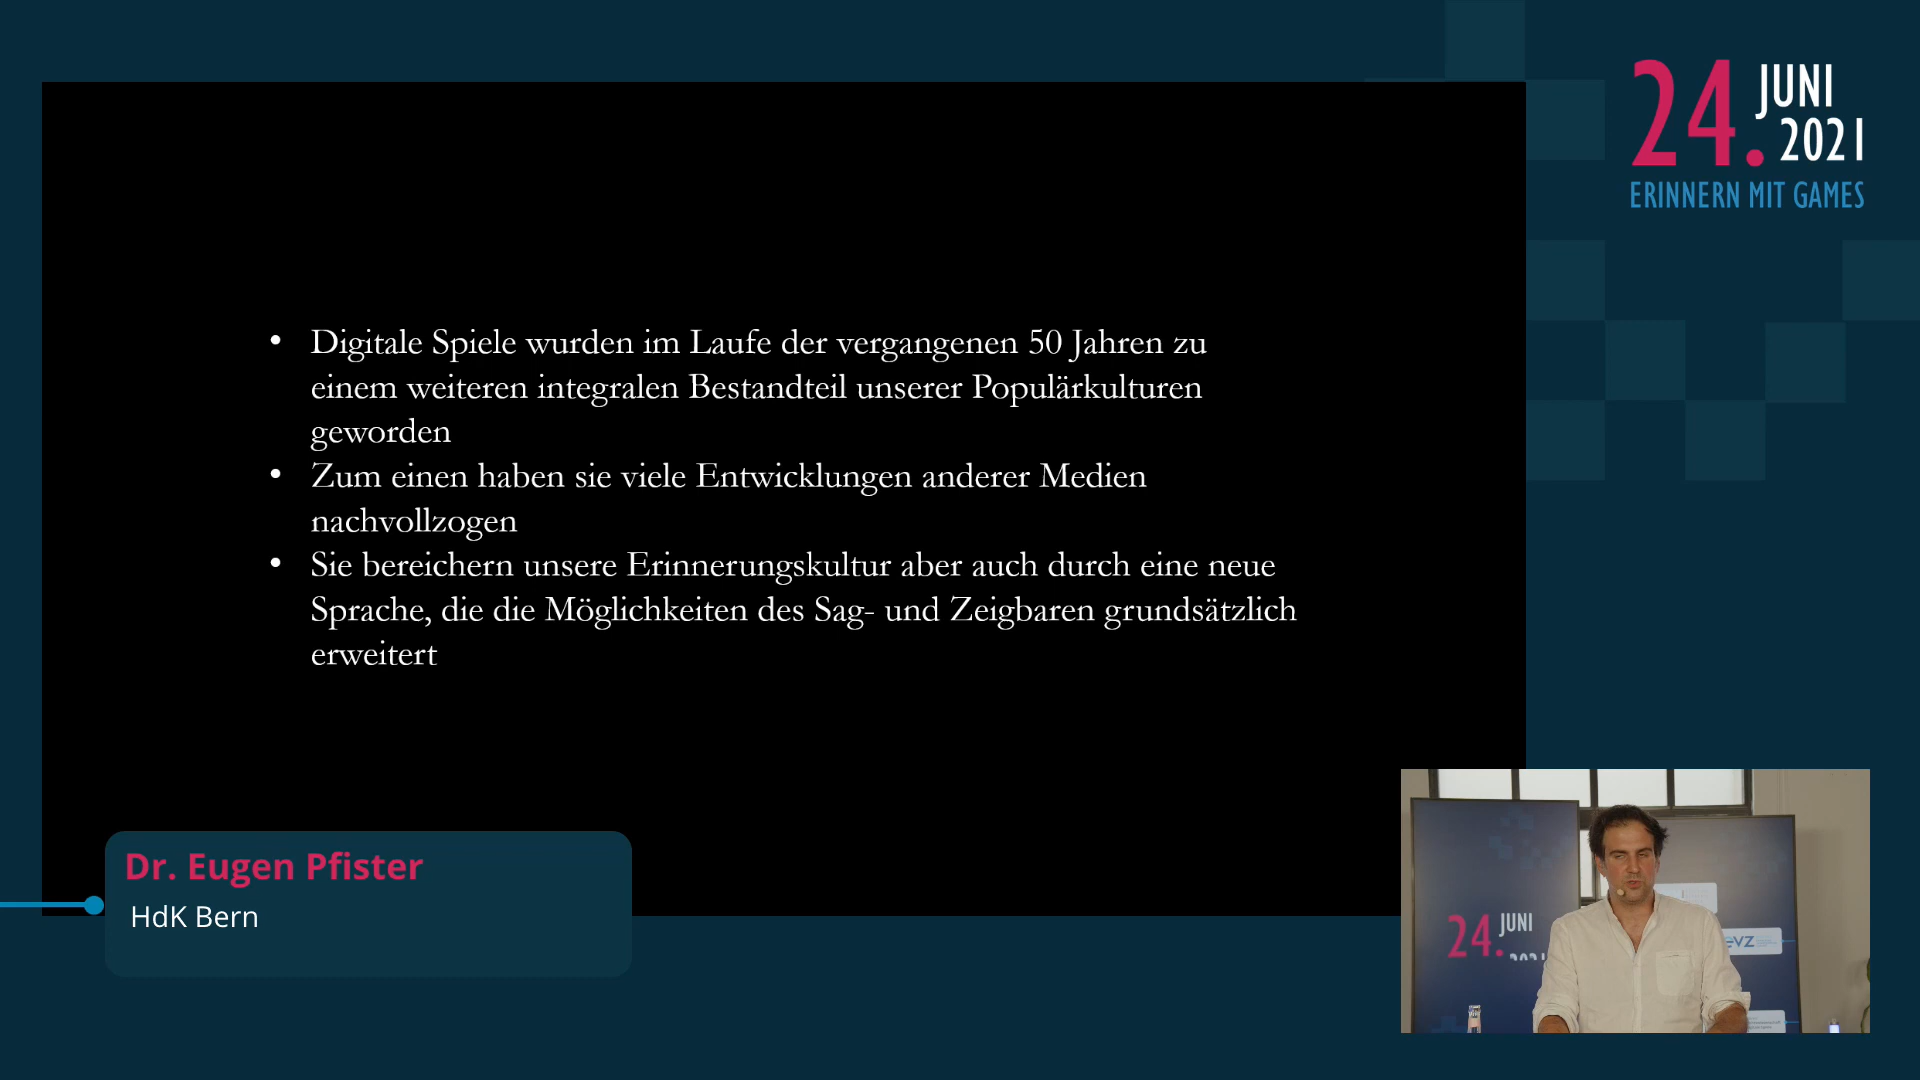 24. JUNI
2021
ERINNERN MIT GAMES
• Digitale Spiele wurden im Laufe der vergangenen 50 Jahren zu
einem weiteren integralen Bestandteil unserer Populärkulturen
geworden
• Zum einen haben sie viele Entwicklungen anderer Medien
nachvollzogen
• Sie bereichern unsere Erinnerungskultur aber auch durch eine neue
Sprache, die die Möglichkeiten des Sag- und Zeigbaren grundsätzlich
erweitert
Dr. Eugen Pfister
HdK Bern
24. JUNI